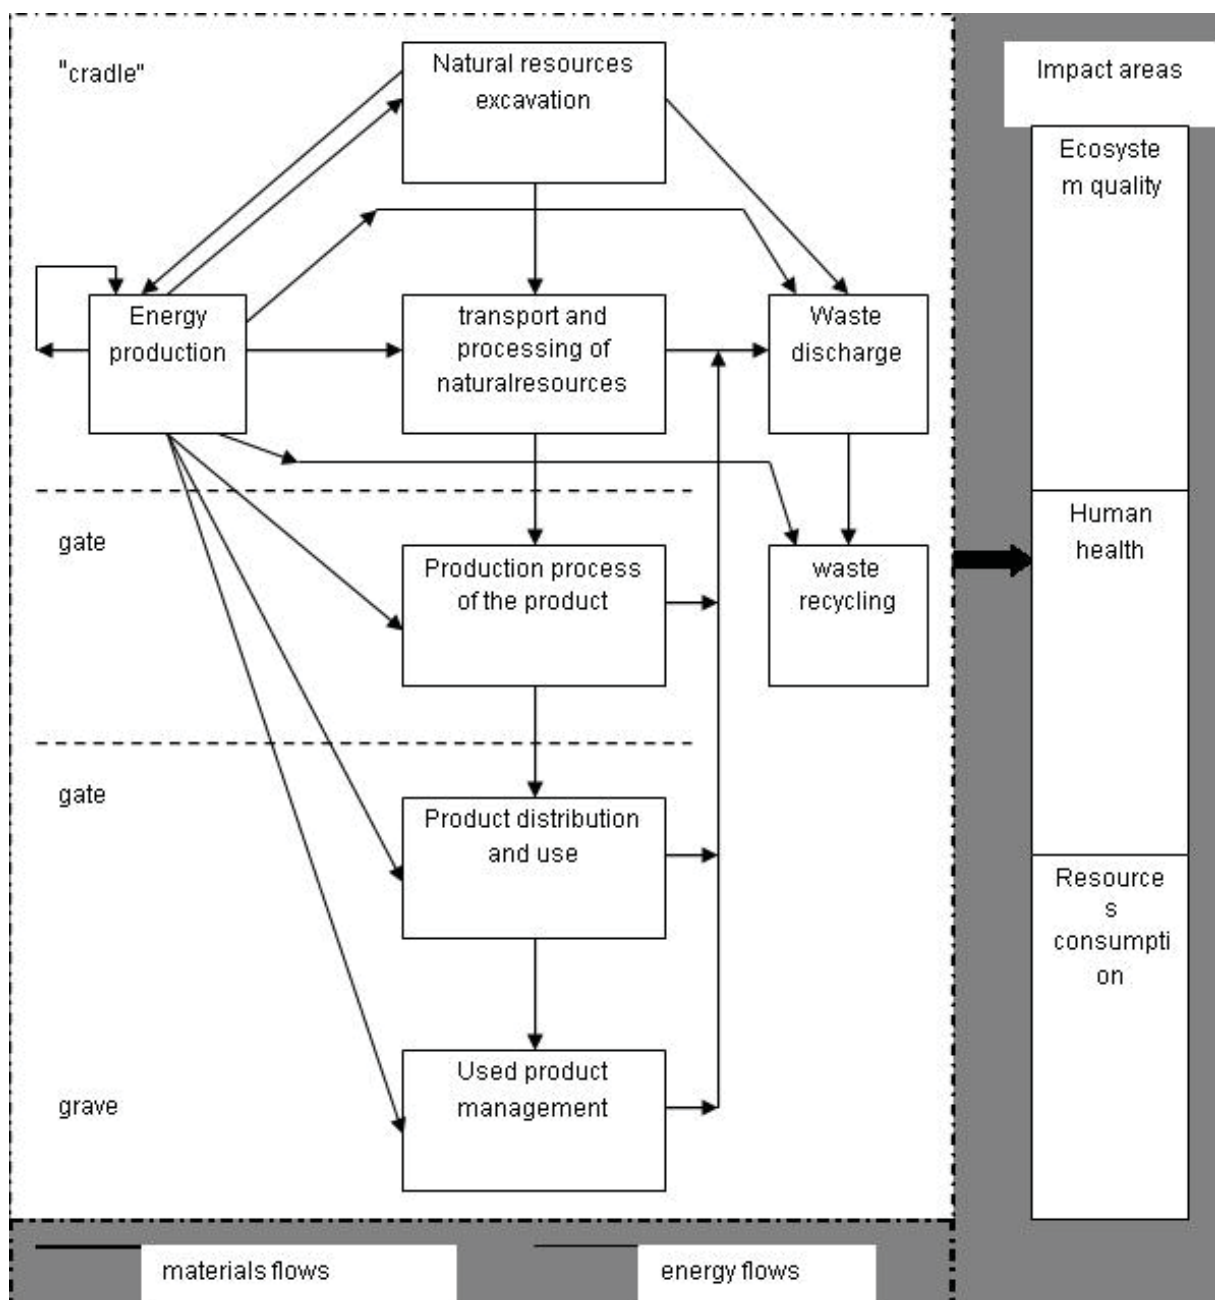 "cradle"
Natural resources
excavation
Impact areas
Ecosyste
m quality
Energy
production
transport and
processing of
naturalresources
Waste
discharge
gate
Production process
of the product
waste
recycling
Human
health
gate
Product distribution
and use
Resource
s
consumpti
on
grave
Used product
management
materials flows
energy flows